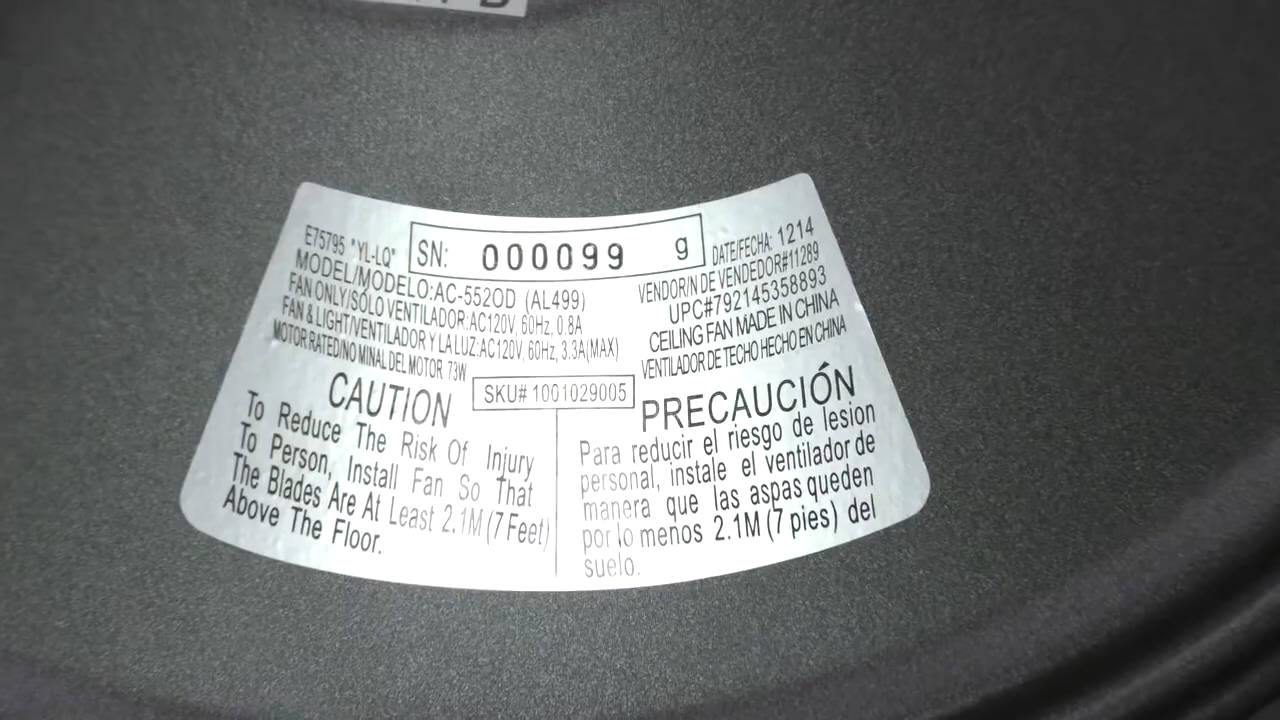 E75795 "YL-LQ"
SN: 000099 g
DATE/FECHA: 1214
MODEL/MODELO:AC-552OD (AL499)
FAN ONLY/SÓLO VENTILADOR:AC120V, 60Hz, 0.8A
FAN & LIGHT/VENTILADOR Y LA LUZ:AC120V, 60Hz, 3.3A(MAX)
MOTOR RATED/NO MINAL DEL MOTOR 73W
VENDOR/N DE VENDEDOR#11289
UPC#792145358893
CEILING FAN MADE IN CHINA
VENTILADOR DE TECHO HECHO EN CHINA
SKU# 1001029005
CAUTION
To Reduce The Risk Of Injury
To Person, Install Fan So That
The Blades Are At Least 2.1M (7 Feet)
Above The Floor.
PRECAUCIÓN
Para reducir el riesgo de lesion
personal, instale el ventilador de
manera que las aspas queden
por lo menos 2.1M (7 pies) del
suelo.